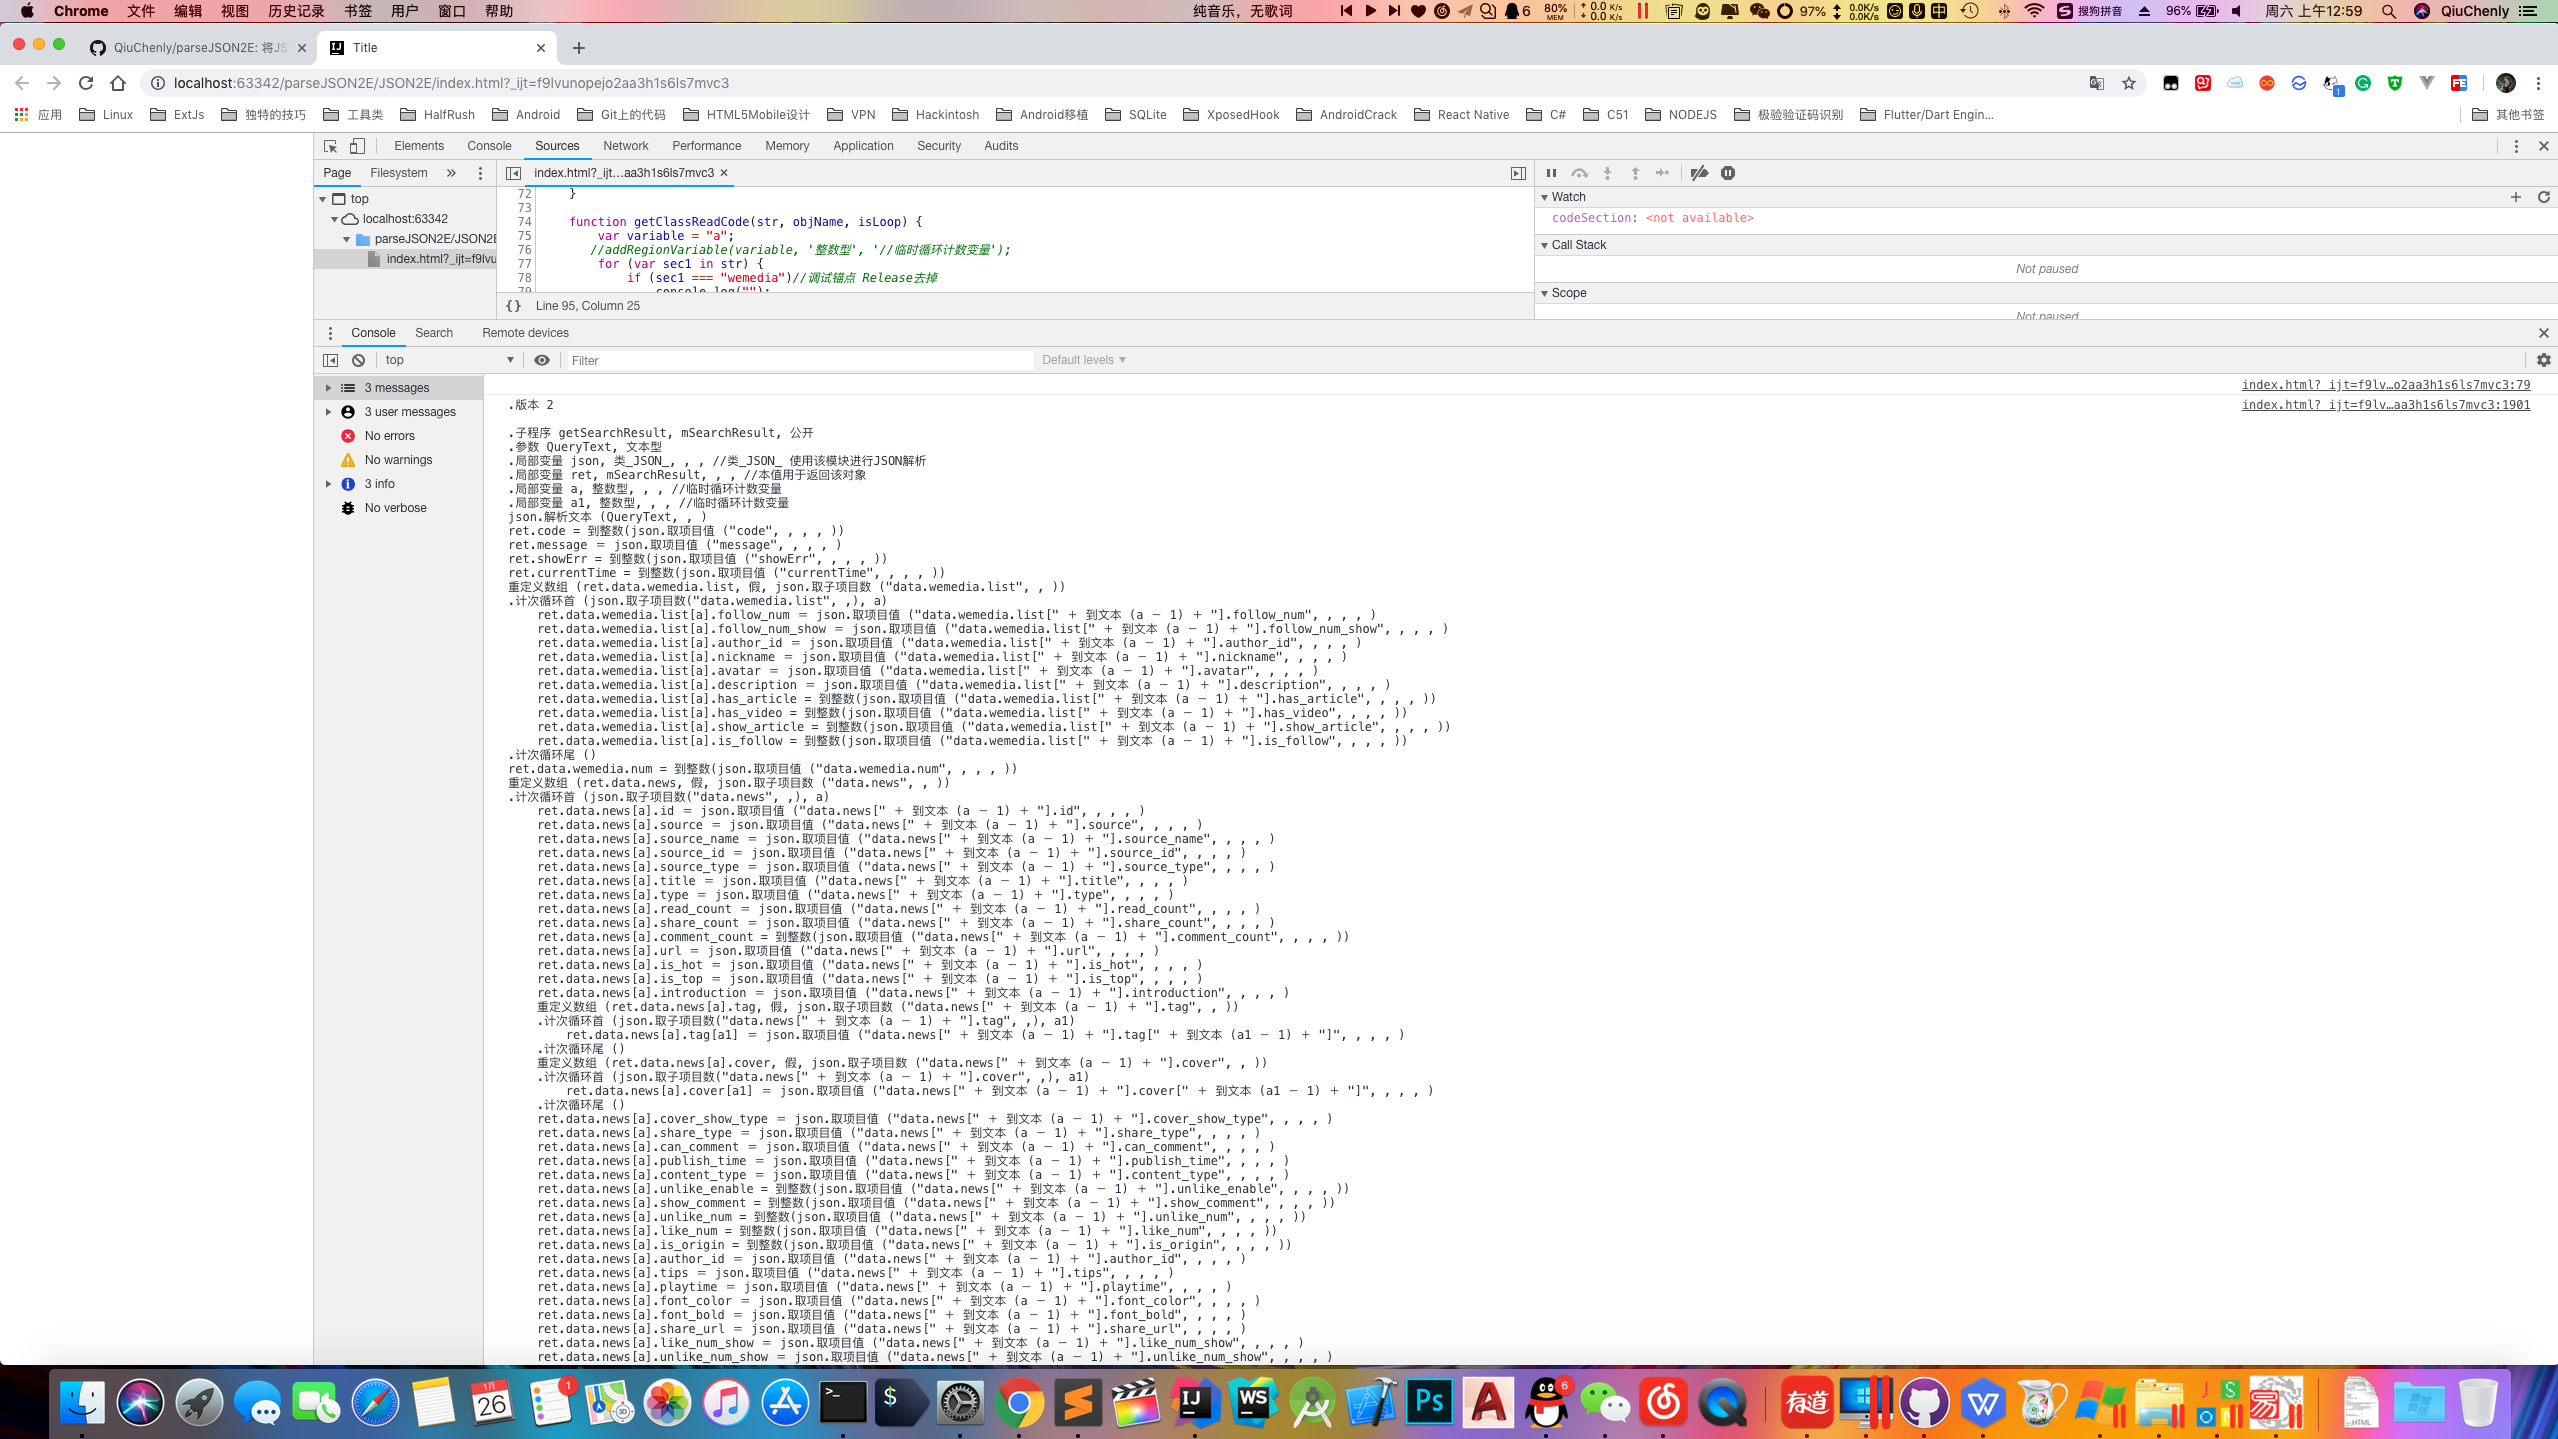 Chrome 文件 编辑 视图 历史记录 书签 用户 窗口 帮助 纯音乐，无歌词 6 80% MEM 0.0 K/s 0.0 K/s 97% 0.0K/s 0.0K/s 搜狗拼音 96% 周六 上午12:59 QiuChenly
QiuChenly/parseJSON2E: 将JS Title
localhost:63342/parseJSON2E/JSON2E/index.html?_ijt=f9lvunopejo2aa3h1s6ls7mvc3
应用 Linux ExtJs 独特的技巧 工具类 HalfRush Android Git上的代码 HTML5Mobile设计 VPN Hackintosh Android移植 SQLite XposedHook AndroidCrack React Native C# C51 NODEJS 极验验证码识别 Flutter/Dart Engin... 其他书签
Elements Console Sources Network Performance Memory Application Security Audits
Page Filesystem » index.html?_ijt...aa3h1s6ls7mvc3
top
localhost:63342
parseJSON2E/JSON2E
index.html?_ijt=f9lvu
72 }
73
74 function getClassReadCode(str, objName, isLoop) {
75 var variable = "a";
76 //addRegionVariable(variable, '整数型', '//临时循环计数变量');
77 for (var sec1 in str) {
78 if (sec1 === "wemedia")//调试锚点 Release去掉
79 console.log("");
{} Line 95, Column 25
Watch
codeSection: <not available>
Call Stack
Not paused
Scope
Not paused
Console Search Remote devices
top Filter Default levels
3 messages
3 user messages
No errors
No warnings
3 info
No verbose
index.html?_ijt=f9lv…o2aa3h1s6ls7mvc3:79
.版本 2 index.html?_ijt=f9lv…aa3h1s6ls7mvc3:1901
.子程序 getSearchResult, mSearchResult, 公开
.参数 QueryText, 文本型
.局部变量 json, 类_JSON_, , , //类_JSON_ 使用该模块进行JSON解析
.局部变量 ret, mSearchResult, , , //本值用于返回该对象
.局部变量 a, 整数型, , , //临时循环计数变量
.局部变量 a1, 整数型, , , //临时循环计数变量
json.解析文本 (QueryText, , )
ret.code = 到整数(json.取项目值 ("code", , , , ))
ret.message ＝ json.取项目值 ("message", , , , )
ret.showErr = 到整数(json.取项目值 ("showErr", , , , ))
ret.currentTime = 到整数(json.取项目值 ("currentTime", , , , ))
重定义数组 (ret.data.wemedia.list, 假, json.取子项目数 ("data.wemedia.list", , ))
.计次循环首 (json.取子项目数("data.wemedia.list", ,), a)
ret.data.wemedia.list[a].follow_num ＝ json.取项目值 ("data.wemedia.list[" ＋ 到文本 (a － 1) ＋ "].follow_num", , , , )
ret.data.wemedia.list[a].follow_num_show ＝ json.取项目值 ("data.wemedia.list[" ＋ 到文本 (a － 1) ＋ "].follow_num_show", , , , )
ret.data.wemedia.list[a].author_id ＝ json.取项目值 ("data.wemedia.list[" ＋ 到文本 (a － 1) ＋ "].author_id", , , , )
ret.data.wemedia.list[a].nickname ＝ json.取项目值 ("data.wemedia.list[" ＋ 到文本 (a － 1) ＋ "].nickname", , , , )
ret.data.wemedia.list[a].avatar ＝ json.取项目值 ("data.wemedia.list[" ＋ 到文本 (a － 1) ＋ "].avatar", , , , )
ret.data.wemedia.list[a].description ＝ json.取项目值 ("data.wemedia.list[" ＋ 到文本 (a － 1) ＋ "].description", , , , )
ret.data.wemedia.list[a].has_article = 到整数(json.取项目值 ("data.wemedia.list[" ＋ 到文本 (a － 1) ＋ "].has_article", , , , ))
ret.data.wemedia.list[a].has_video = 到整数(json.取项目值 ("data.wemedia.list[" ＋ 到文本 (a － 1) ＋ "].has_video", , , , ))
ret.data.wemedia.list[a].show_article = 到整数(json.取项目值 ("data.wemedia.list[" ＋ 到文本 (a － 1) ＋ "].show_article", , , , ))
ret.data.wemedia.list[a].is_follow = 到整数(json.取项目值 ("data.wemedia.list[" ＋ 到文本 (a － 1) ＋ "].is_follow", , , , ))
.计次循环尾 ()
ret.data.wemedia.num = 到整数(json.取项目值 ("data.wemedia.num", , , , ))
重定义数组 (ret.data.news, 假, json.取子项目数 ("data.news", , ))
.计次循环首 (json.取子项目数("data.news", ,), a)
ret.data.news[a].id ＝ json.取项目值 ("data.news[" ＋ 到文本 (a － 1) ＋ "].id", , , , )
ret.data.news[a].source ＝ json.取项目值 ("data.news[" ＋ 到文本 (a － 1) ＋ "].source", , , , )
ret.data.news[a].source_name ＝ json.取项目值 ("data.news[" ＋ 到文本 (a － 1) ＋ "].source_name", , , , )
ret.data.news[a].source_id ＝ json.取项目值 ("data.news[" ＋ 到文本 (a － 1) ＋ "].source_id", , , , )
ret.data.news[a].source_type ＝ json.取项目值 ("data.news[" ＋ 到文本 (a － 1) ＋ "].source_type", , , , )
ret.data.news[a].title ＝ json.取项目值 ("data.news[" ＋ 到文本 (a － 1) ＋ "].title", , , , )
ret.data.news[a].type ＝ json.取项目值 ("data.news[" ＋ 到文本 (a － 1) ＋ "].type", , , , )
ret.data.news[a].read_count ＝ json.取项目值 ("data.news[" ＋ 到文本 (a － 1) ＋ "].read_count", , , , )
ret.data.news[a].share_count ＝ json.取项目值 ("data.news[" ＋ 到文本 (a － 1) ＋ "].share_count", , , , )
ret.data.news[a].comment_count = 到整数(json.取项目值 ("data.news[" ＋ 到文本 (a － 1) ＋ "].comment_count", , , , ))
ret.data.news[a].url ＝ json.取项目值 ("data.news[" ＋ 到文本 (a － 1) ＋ "].url", , , , )
ret.data.news[a].is_hot ＝ json.取项目值 ("data.news[" ＋ 到文本 (a － 1) ＋ "].is_hot", , , , )
ret.data.news[a].is_top ＝ json.取项目值 ("data.news[" ＋ 到文本 (a － 1) ＋ "].is_top", , , , )
ret.data.news[a].introduction ＝ json.取项目值 ("data.news[" ＋ 到文本 (a － 1) ＋ "].introduction", , , , )
重定义数组 (ret.data.news[a].tag, 假, json.取子项目数 ("data.news[" ＋ 到文本 (a － 1) ＋ "].tag", , ))
.计次循环首 (json.取子项目数("data.news[" ＋ 到文本 (a － 1) ＋ "].tag", ,), a1)
ret.data.news[a].tag[a1] ＝ json.取项目值 ("data.news[" ＋ 到文本 (a － 1) ＋ "].tag[" ＋ 到文本 (a1 － 1) ＋ "]", , , , )
.计次循环尾 ()
重定义数组 (ret.data.news[a].cover, 假, json.取子项目数 ("data.news[" ＋ 到文本 (a － 1) ＋ "].cover", , ))
.计次循环首 (json.取子项目数("data.news[" ＋ 到文本 (a － 1) ＋ "].cover", ,), a1)
ret.data.news[a].cover[a1] ＝ json.取项目值 ("data.news[" ＋ 到文本 (a － 1) ＋ "].cover[" ＋ 到文本 (a1 － 1) ＋ "]", , , , )
.计次循环尾 ()
ret.data.news[a].cover_show_type ＝ json.取项目值 ("data.news[" ＋ 到文本 (a － 1) ＋ "].cover_show_type", , , , )
ret.data.news[a].share_type ＝ json.取项目值 ("data.news[" ＋ 到文本 (a － 1) ＋ "].share_type", , , , )
ret.data.news[a].can_comment ＝ json.取项目值 ("data.news[" ＋ 到文本 (a － 1) ＋ "].can_comment", , , , )
ret.data.news[a].publish_time ＝ json.取项目值 ("data.news[" ＋ 到文本 (a － 1) ＋ "].publish_time", , , , )
ret.data.news[a].content_type ＝ json.取项目值 ("data.news[" ＋ 到文本 (a － 1) ＋ "].content_type", , , , )
ret.data.news[a].unlike_enable = 到整数(json.取项目值 ("data.news[" ＋ 到文本 (a － 1) ＋ "].unlike_enable", , , , ))
ret.data.news[a].show_comment = 到整数(json.取项目值 ("data.news[" ＋ 到文本 (a － 1) ＋ "].show_comment", , , , ))
ret.data.news[a].unlike_num = 到整数(json.取项目值 ("data.news[" ＋ 到文本 (a － 1) ＋ "].unlike_num", , , , ))
ret.data.news[a].like_num = 到整数(json.取项目值 ("data.news[" ＋ 到文本 (a － 1) ＋ "].like_num", , , , ))
ret.data.news[a].is_origin = 到整数(json.取项目值 ("data.news[" ＋ 到文本 (a － 1) ＋ "].is_origin", , , , ))
ret.data.news[a].author_id ＝ json.取项目值 ("data.news[" ＋ 到文本 (a － 1) ＋ "].author_id", , , , )
ret.data.news[a].tips ＝ json.取项目值 ("data.news[" ＋ 到文本 (a － 1) ＋ "].tips", , , , )
ret.data.news[a].playtime ＝ json.取项目值 ("data.news[" ＋ 到文本 (a － 1) ＋ "].playtime", , , , )
ret.data.news[a].font_color ＝ json.取项目值 ("data.news[" ＋ 到文本 (a － 1) ＋ "].font_color", , , , )
ret.data.news[a].font_bold ＝ json.取项目值 ("data.news[" ＋ 到文本 (a － 1) ＋ "].font_bold", , , , )
ret.data.news[a].share_url ＝ json.取项目值 ("data.news[" ＋ 到文本 (a － 1) ＋ "].share_url", , , , )
ret.data.news[a].like_num_show ＝ json.取项目值 ("data.news[" ＋ 到文本 (a － 1) ＋ "].like_num_show", , , , )
ret.data.news[a].unlike_num_show ＝ json.取项目值 ("data.news[" ＋ 到文本 (a － 1) ＋ "].unlike_num_show", , , , )
1月 26 1 3D >_ $ IJ WS Ps A 6 有道 W J S O N 易 HTML